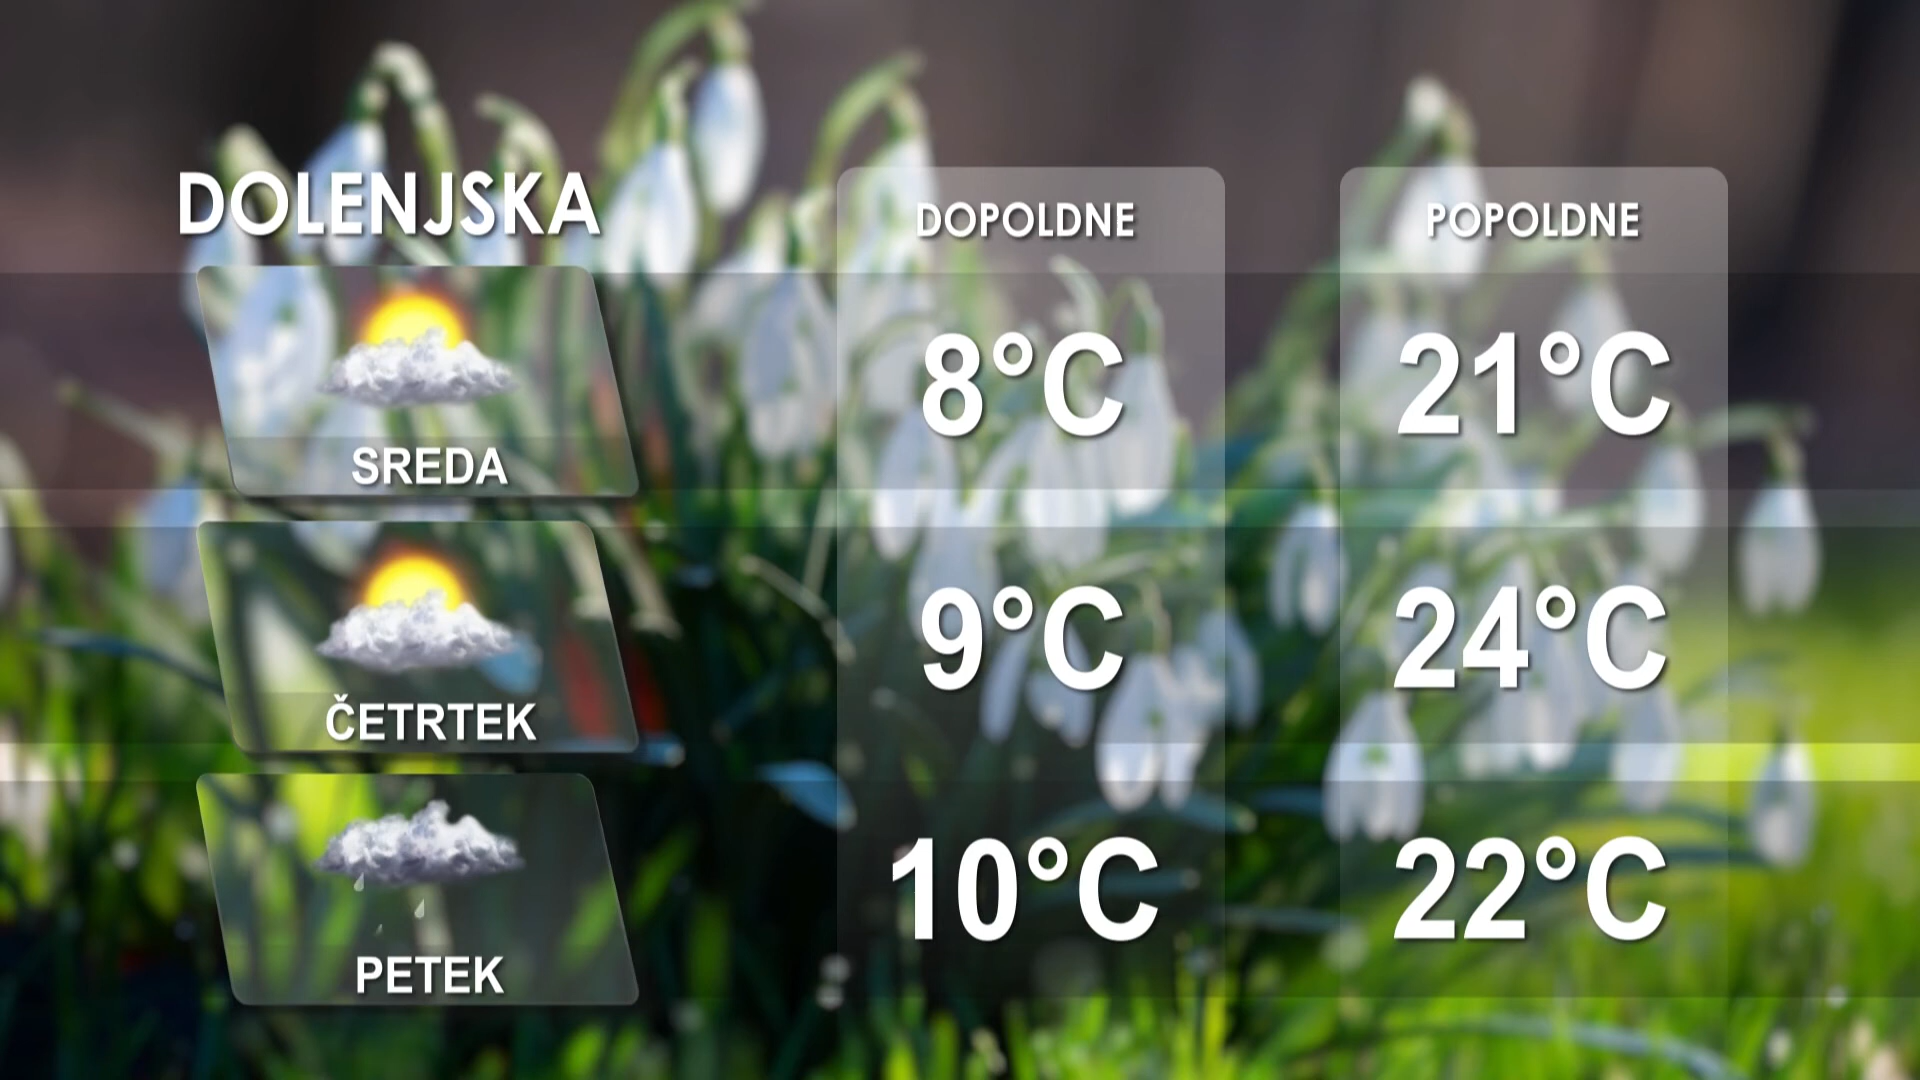 DOLENJSKA
DOPOLDNE
POPOLDNE
SREDA
8°C
21°C
ČETRTEK
9°C
24°C
PETEK
10°C
22°C